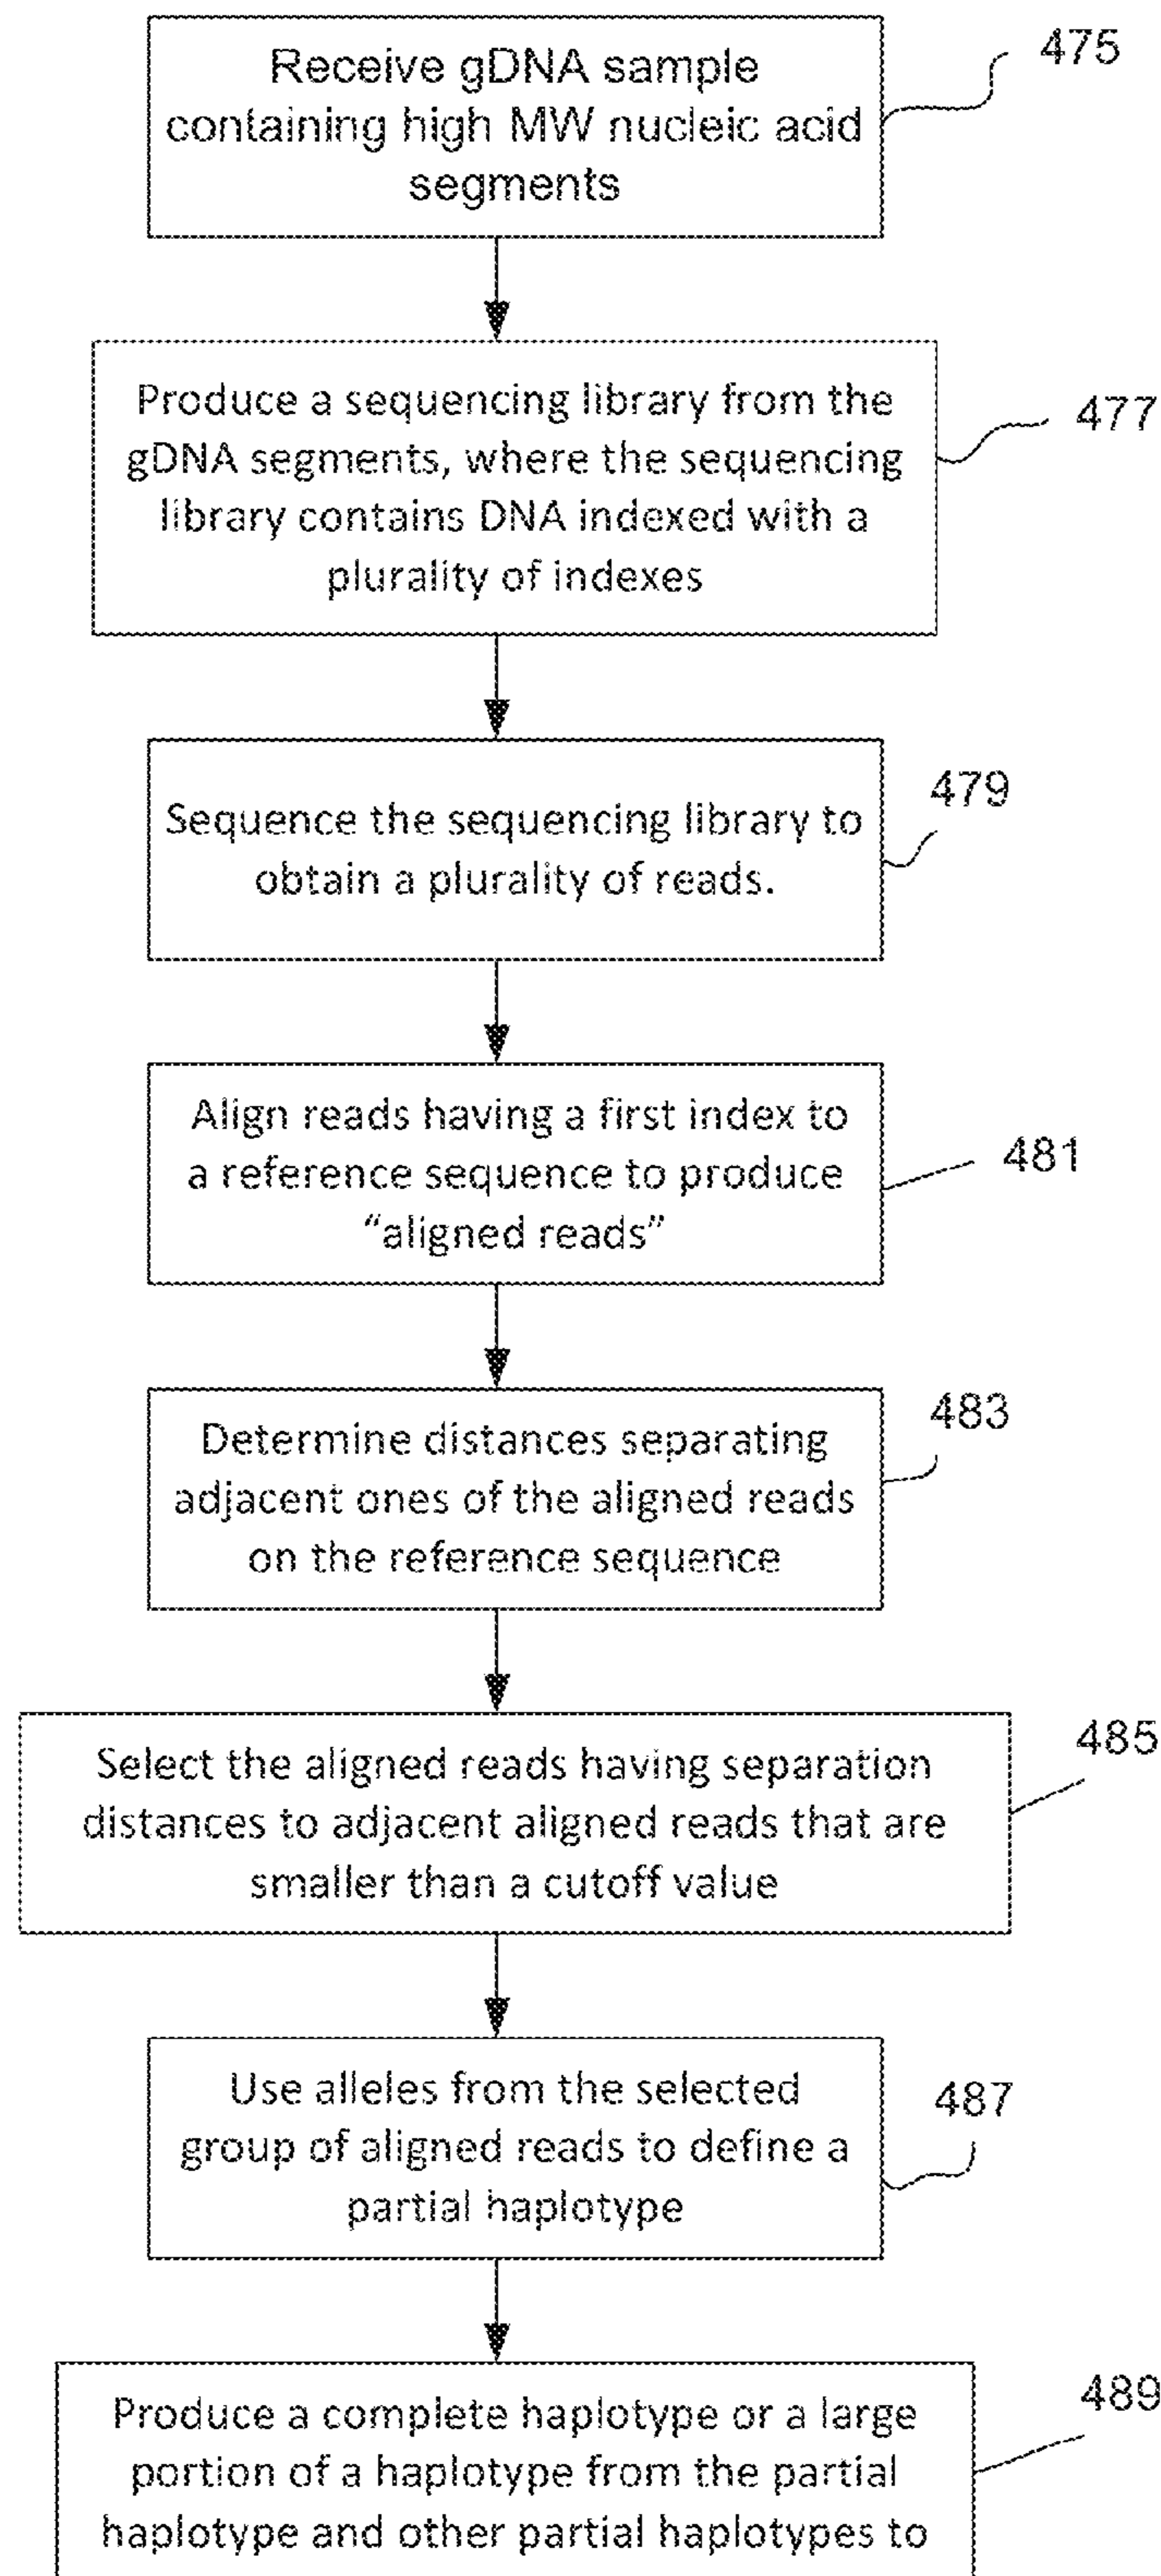 Receive gDNA sample
containing high MW nucleic acid
segments
475
Produce a sequencing library from the
gDNA segments, where the sequencing
library contains DNA indexed with a
plurality of indexes
477
Sequence the sequencing library to
obtain a plurality of reads.
479
Align reads having a first index to
a reference sequence to produce
“aligned reads”
481
Determine distances separating
adjacent ones of the aligned reads
on the reference sequence
483
Select the aligned reads having separation
distances to adjacent aligned reads that are
smaller than a cutoff value
485
Use alleles from the selected
group of aligned reads to define a
partial haplotype
487
Produce a complete haplotype or a large
portion of a haplotype from the partial
haplotype and other partial haplotypes to
489